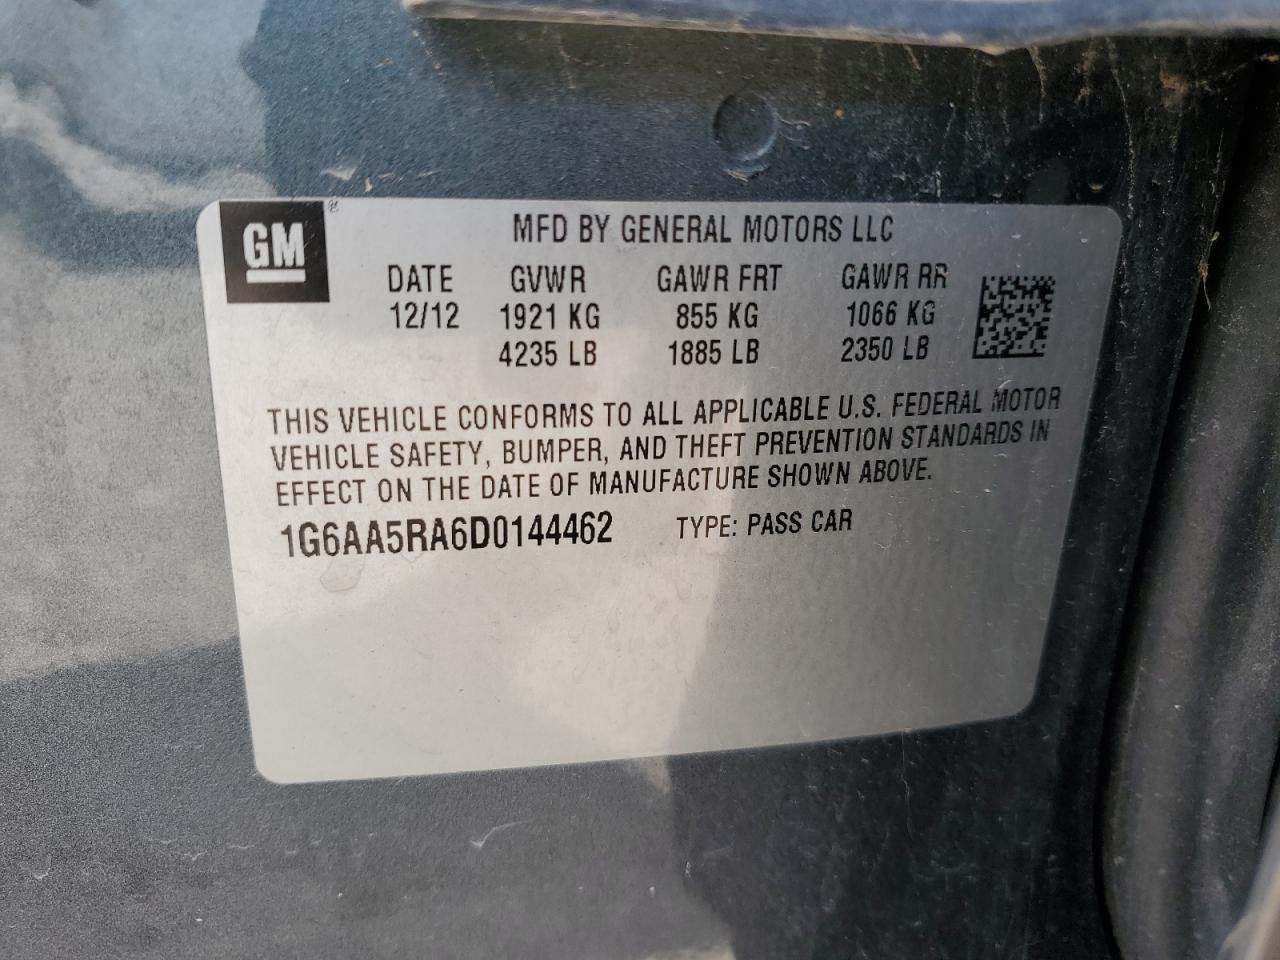 GM ®
MFD BY GENERAL MOTORS LLC
DATE GVWR GAWR FRT GAWR RR
12/12 1921 KG 855 KG 1066 KG
4235 LB 1885 LB 2350 LB
THIS VEHICLE CONFORMS TO ALL APPLICABLE U.S. FEDERAL MOTOR
VEHICLE SAFETY, BUMPER, AND THEFT PREVENTION STANDARDS IN
EFFECT ON THE DATE OF MANUFACTURE SHOWN ABOVE.
1G6AA5RA6D0144462 TYPE: PASS CAR